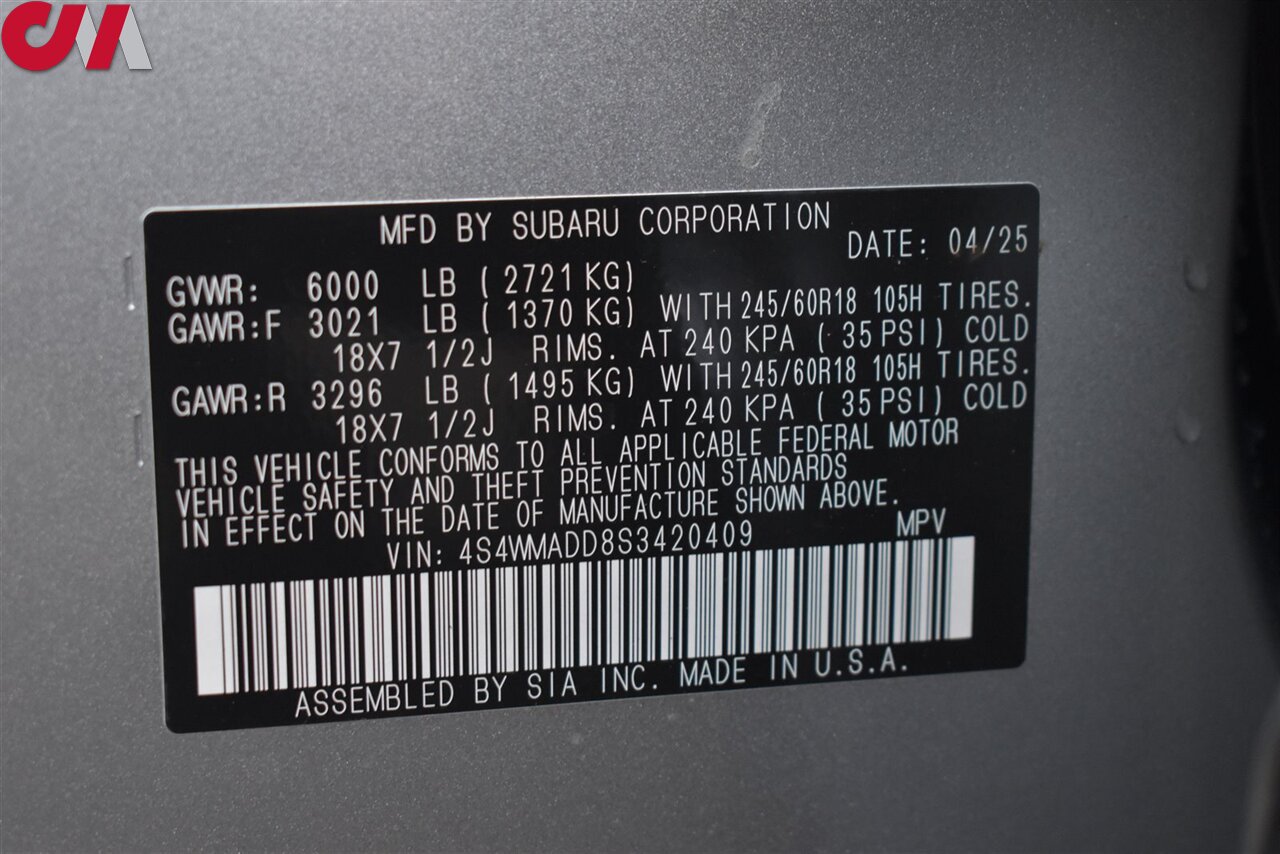 CMA
MFD BY SUBARU CORPORATION
DATE: 04/25
GVWR: 6000 LB ( 2721 KG)
GAWR:F 3021 LB ( 1370 KG) WITH 245/60R18 105H TIRES.
18X7 1/2J RIMS. AT 240 KPA ( 35 PSI) COLD
GAWR:R 3296 LB ( 1495 KG) WITH 245/60R18 105H TIRES.
18X7 1/2J RIMS. AT 240 KPA ( 35 PSI) COLD
THIS VEHICLE CONFORMS TO ALL APPLICABLE FEDERAL MOTOR
VEHICLE SAFETY AND THEFT PREVENTION STANDARDS
IN EFFECT ON THE DATE OF MANUFACTURE SHOWN ABOVE.
VIN: 4S4WMADD8S3420409 MPV
ASSEMBLED BY SIA INC. MADE IN U.S.A.